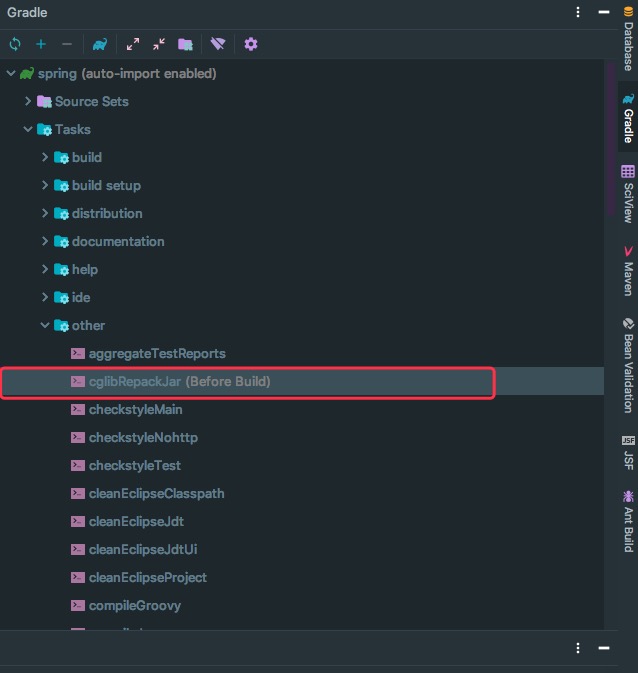 Gradle
spring (auto-import enabled)
Source Sets
Tasks
build
build setup
distribution
documentation
help
ide
other
aggregateTestReports
cglibRepackJar (Before Build)
checkstyleMain
checkstyleNohttp
checkstyleTest
cleanEclipseClasspath
cleanEclipseJdt
cleanEclipseJdtUi
cleanEclipseProject
compileGroovy
Database
Gradle
SciView
Maven
Bean Validation
JSF
JSF
Ant Build